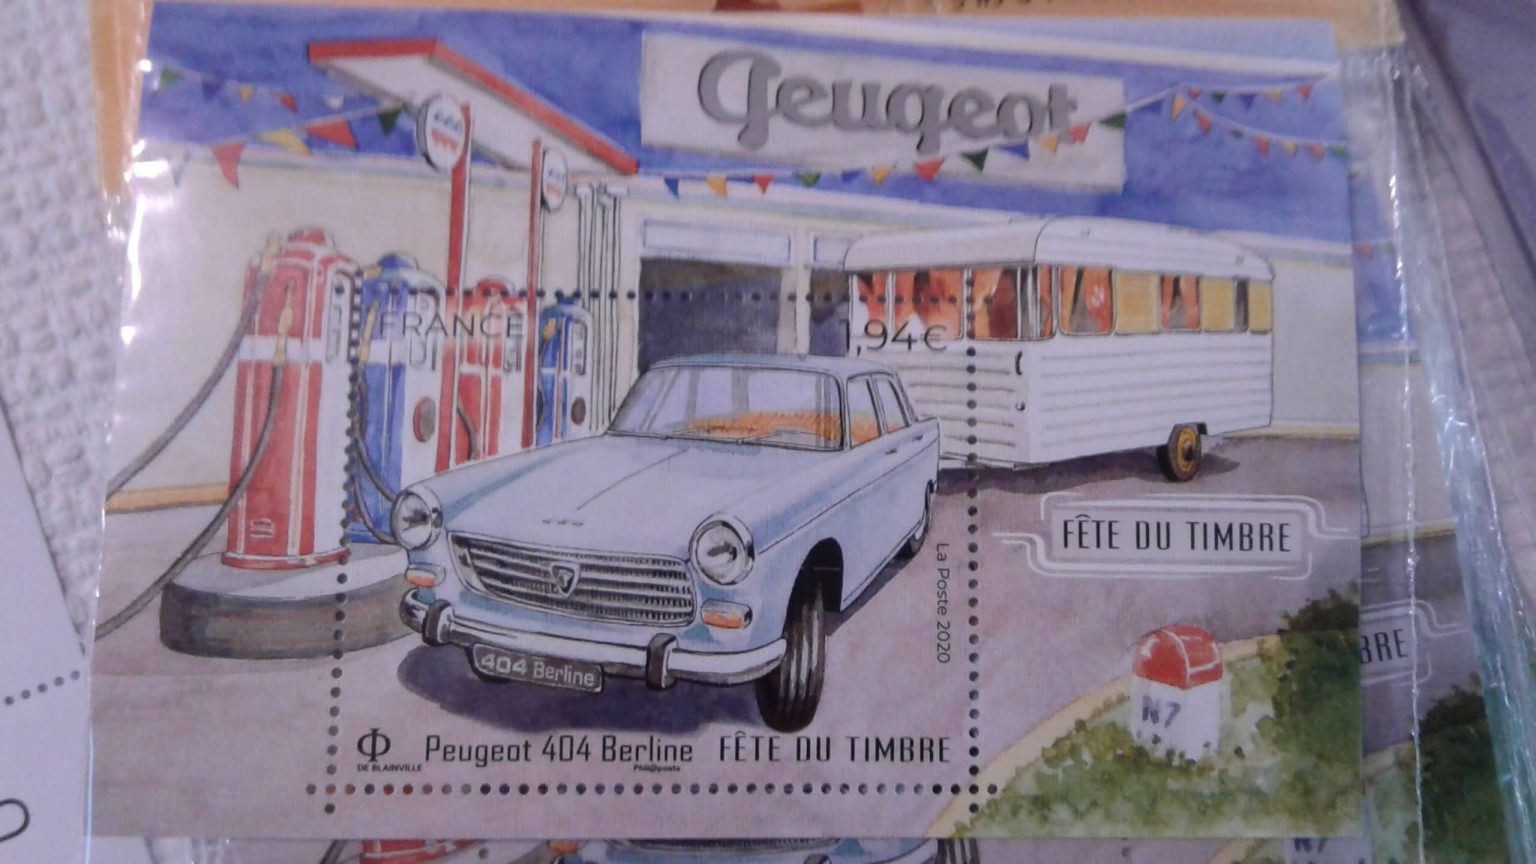 Peugeot
FRANCE
1,94€
FÊTE DU TIMBRE
La Poste 2020
404 Berline
N7
Φ Peugeot 404 Berline FÊTE DU TIMBRE
DE BLAINVILLE
Phil@poste
BRE
N7